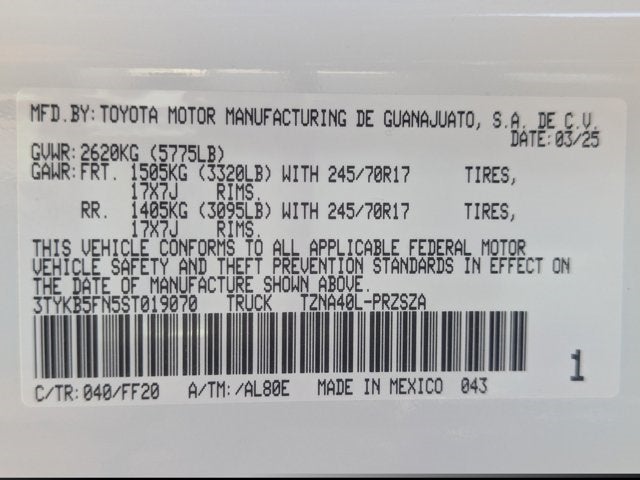 MFD.BY: TOYOTA MOTOR MANUFACTURING DE GUANAJUATO, S.A. DE C.V.
DATE: 03/25
GVWR: 2620KG (5775LB)
GAWR: FRT. 1505KG (3320LB) WITH 245/70R17 TIRES,
17X7J RIMS.
RR. 1405KG (3095LB) WITH 245/70R17 TIRES,
17X7J RIMS.
THIS VEHICLE CONFORMS TO ALL APPLICABLE FEDERAL MOTOR
VEHICLE SAFETY AND THEFT PREVENTION STANDARDS IN EFFECT ON
THE DATE OF MANUFACTURE SHOWN ABOVE.
3TYKB5FN5ST019070 TRUCK TZNA40L-PRZSZA
1
C/TR: 040/FF20 A/TM: /AL80E MADE IN MEXICO 043